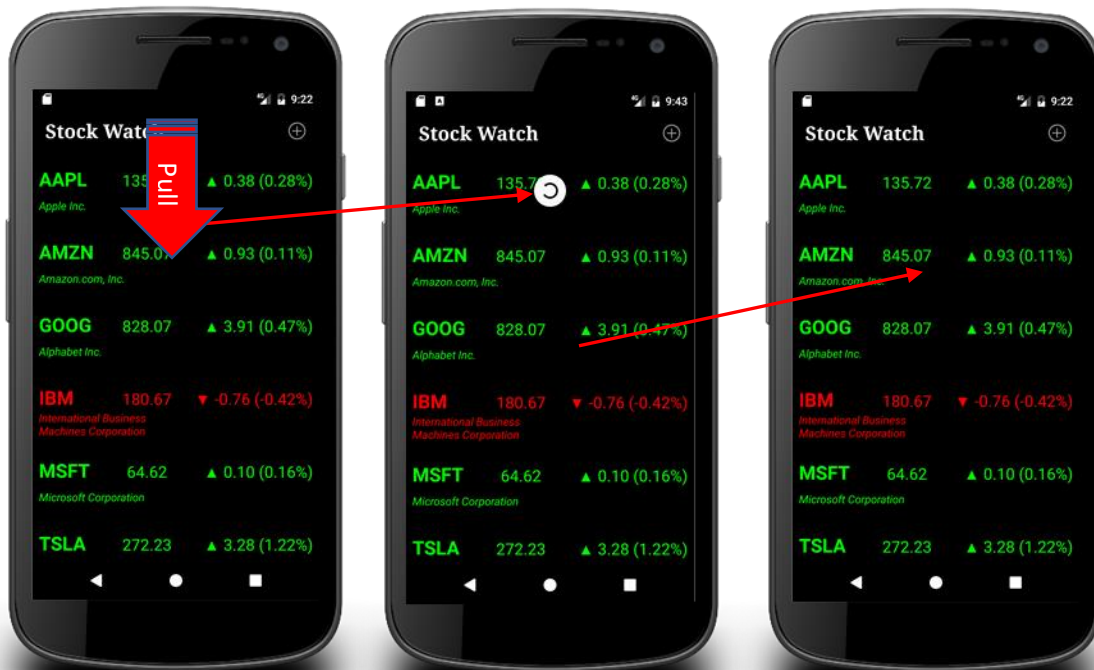 9:22
Stock Watch
Pull
AAPL 135 ▲ 0.38 (0.28%)
Apple Inc.
AMZN 845.07 ▲ 0.93 (0.11%)
Amazon.com, Inc.
GOOG 828.07 ▲ 3.91 (0.47%)
Alphabet Inc.
IBM 180.67 ▼ -0.76 (-0.42%)
International Business
Machines Corporation
MSFT 64.62 ▲ 0.10 (0.16%)
Microsoft Corporation
TSLA 272.23 ▲ 3.28 (1.22%)
9:43
Stock Watch
AAPL 135.7 ▲ 0.38 (0.28%)
Apple Inc.
AMZN 845.07 ▲ 0.93 (0.11%)
Amazon.com, Inc.
GOOG 828.07 ▲ 3.91 (0.47%)
Alphabet Inc.
IBM 180.67 ▼ -0.76 (-0.42%)
International Business
Machines Corporation
MSFT 64.62 ▲ 0.10 (0.16%)
Microsoft Corporation
TSLA 272.23 ▲ 3.28 (1.22%)
9:22
Stock Watch
AAPL 135.72 ▲ 0.38 (0.28%)
Apple Inc.
AMZN 845.07 ▲ 0.93 (0.11%)
Amazon.com, Inc.
GOOG 828.07 ▲ 3.91 (0.47%)
Alphabet Inc.
IBM 180.67 ▼ -0.76 (-0.42%)
International Business
Machines Corporation
MSFT 64.62 ▲ 0.10 (0.16%)
Microsoft Corporation
TSLA 272.23 ▲ 3.28 (1.22%)